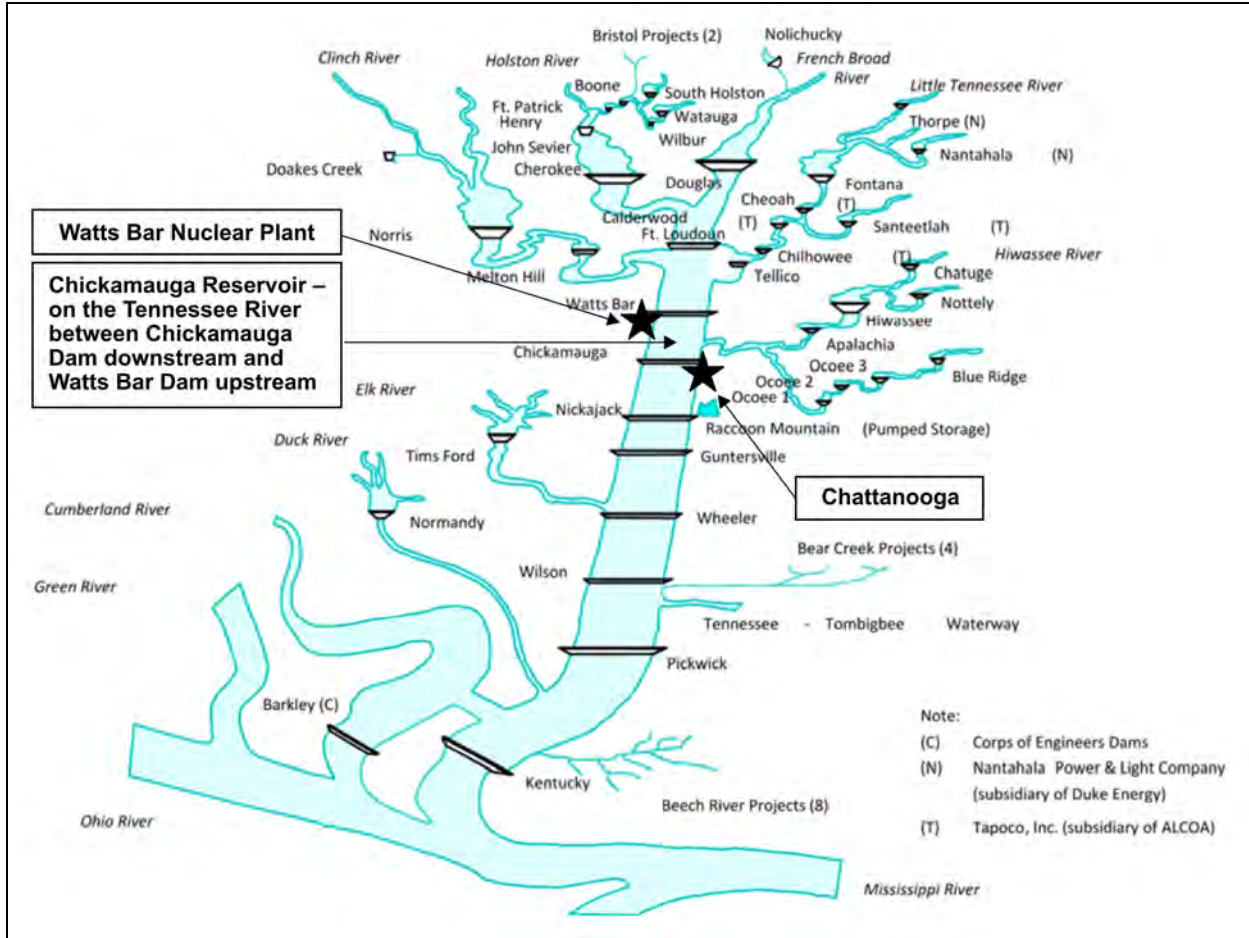 Bristol Projects (2)
Nolichucky
Clinch River
Holston River
French Broad
River
Boone
South Holston
Little Tennessee River
Ft. Patrick
Henry
Watauga
Thorpe (N)
Wilbur
John Sevier
Nantahala (N)
Doakes Creek
Cherokee
Douglas
Fontana
(T)
Cheoah
(T)
Calderwood
Santeetlah (T)
Watts Bar Nuclear Plant
Norris
Ft. Loudoun
Chilhowee (T)
Hiwassee River
Melton Hill
Tellico
Chatuge
Chickamauga Reservoir –
on the Tennessee River
between Chickamauga
Dam downstream and
Watts Bar Dam upstream
Watts Bar
Nottely
Hiwassee
Apalachia
Chickamauga
Ocoee 3
Blue Ridge
Ocoee 2
Ocoee 1
Elk River
Nickajack
Raccoon Mountain (Pumped Storage)
Duck River
Tims Ford
Guntersville
Chattanooga
Cumberland River
Normandy
Wheeler
Bear Creek Projects (4)
Green River
Wilson
Tennessee - Tombigbee Waterway
Pickwick
Barkley (C)
Kentucky
Beech River Projects (8)
Ohio River
Mississippi River
Note:
(C) Corps of Engineers Dams
(N) Nantahala Power & Light Company
(subsidiary of Duke Energy)
(T) Tapoco, Inc. (subsidiary of ALCOA)